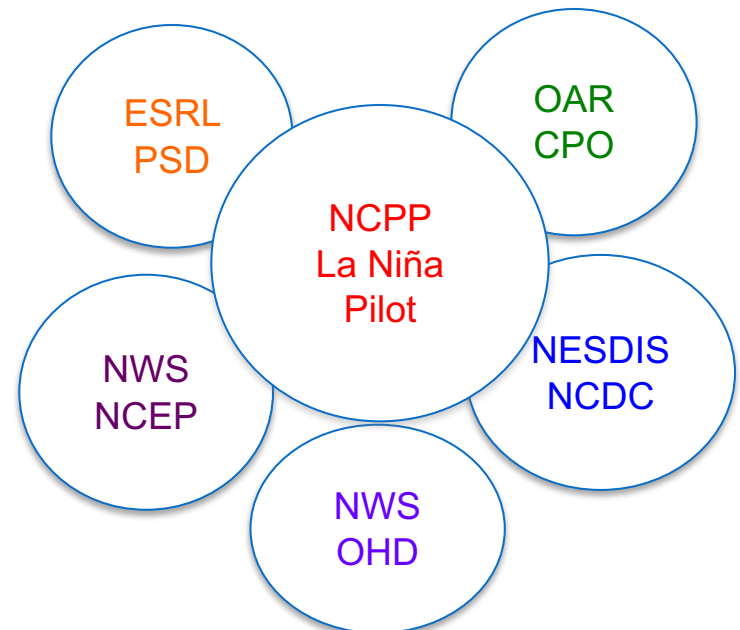 ESRL
PSD
OAR
CPO
NCPP
La Niña
Pilot
NESDIS
NCDC
NWS
NCEP
NWS
OHD